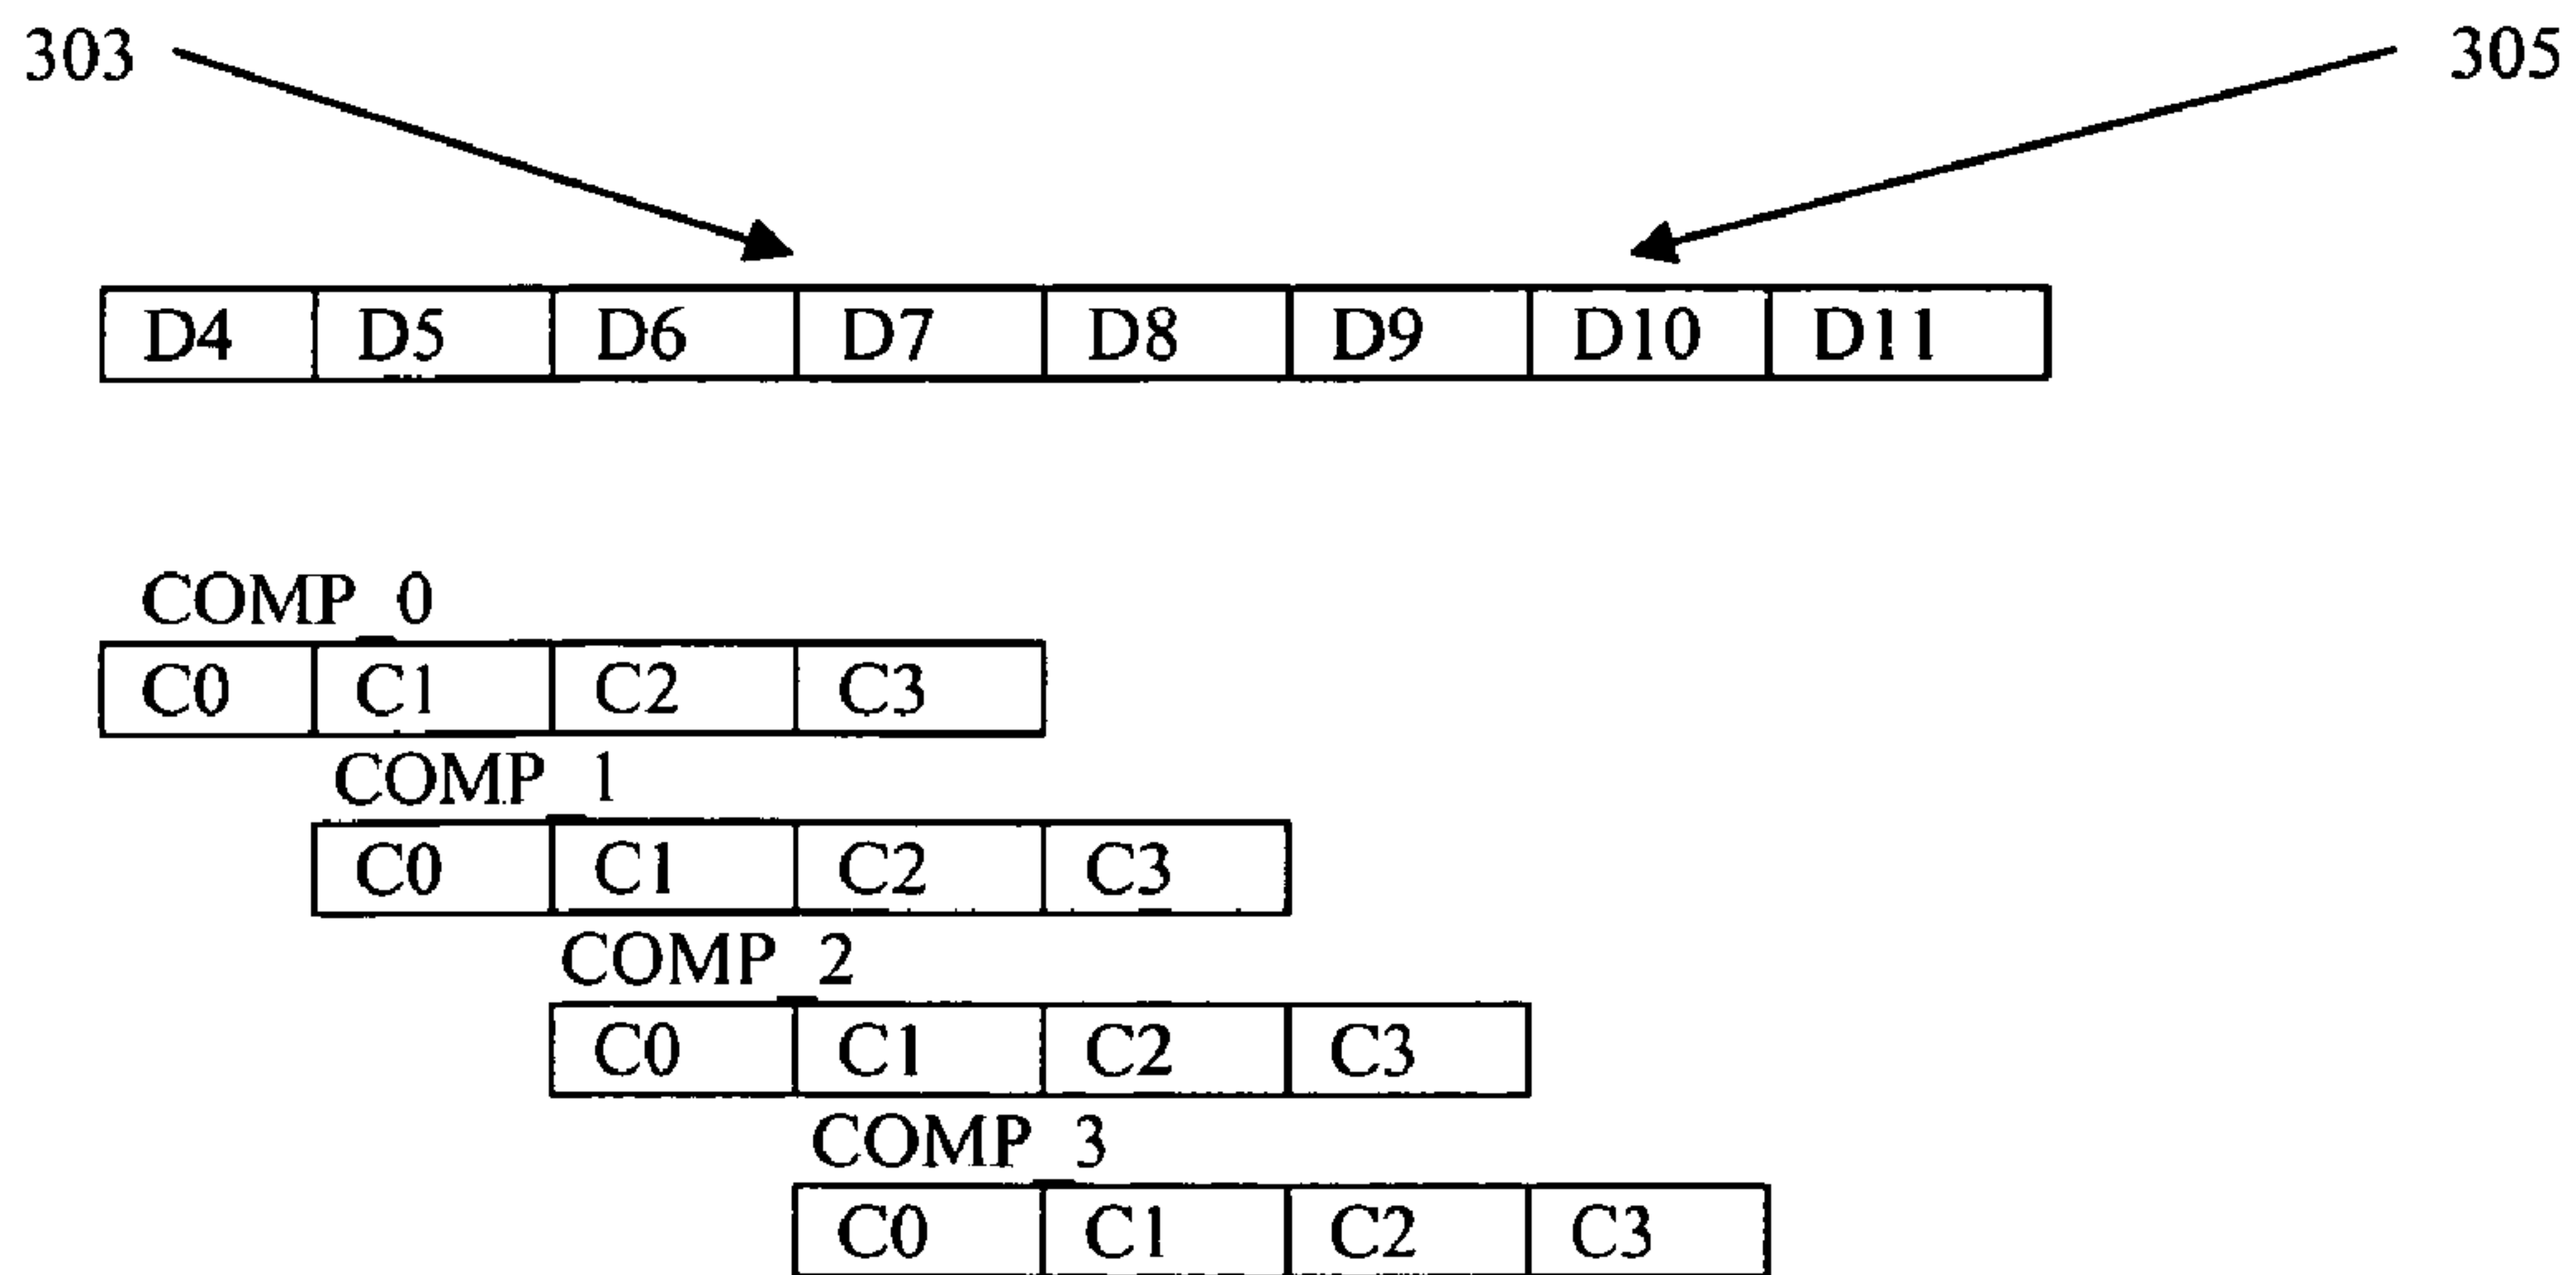 303 305
D4 D5 D6 D7 D8 D9 D10 D11
COMP_0
C0 C1 C2 C3
COMP_1
C0 C1 C2 C3
COMP_2
C0 C1 C2 C3
COMP_3
C0 C1 C2 C3